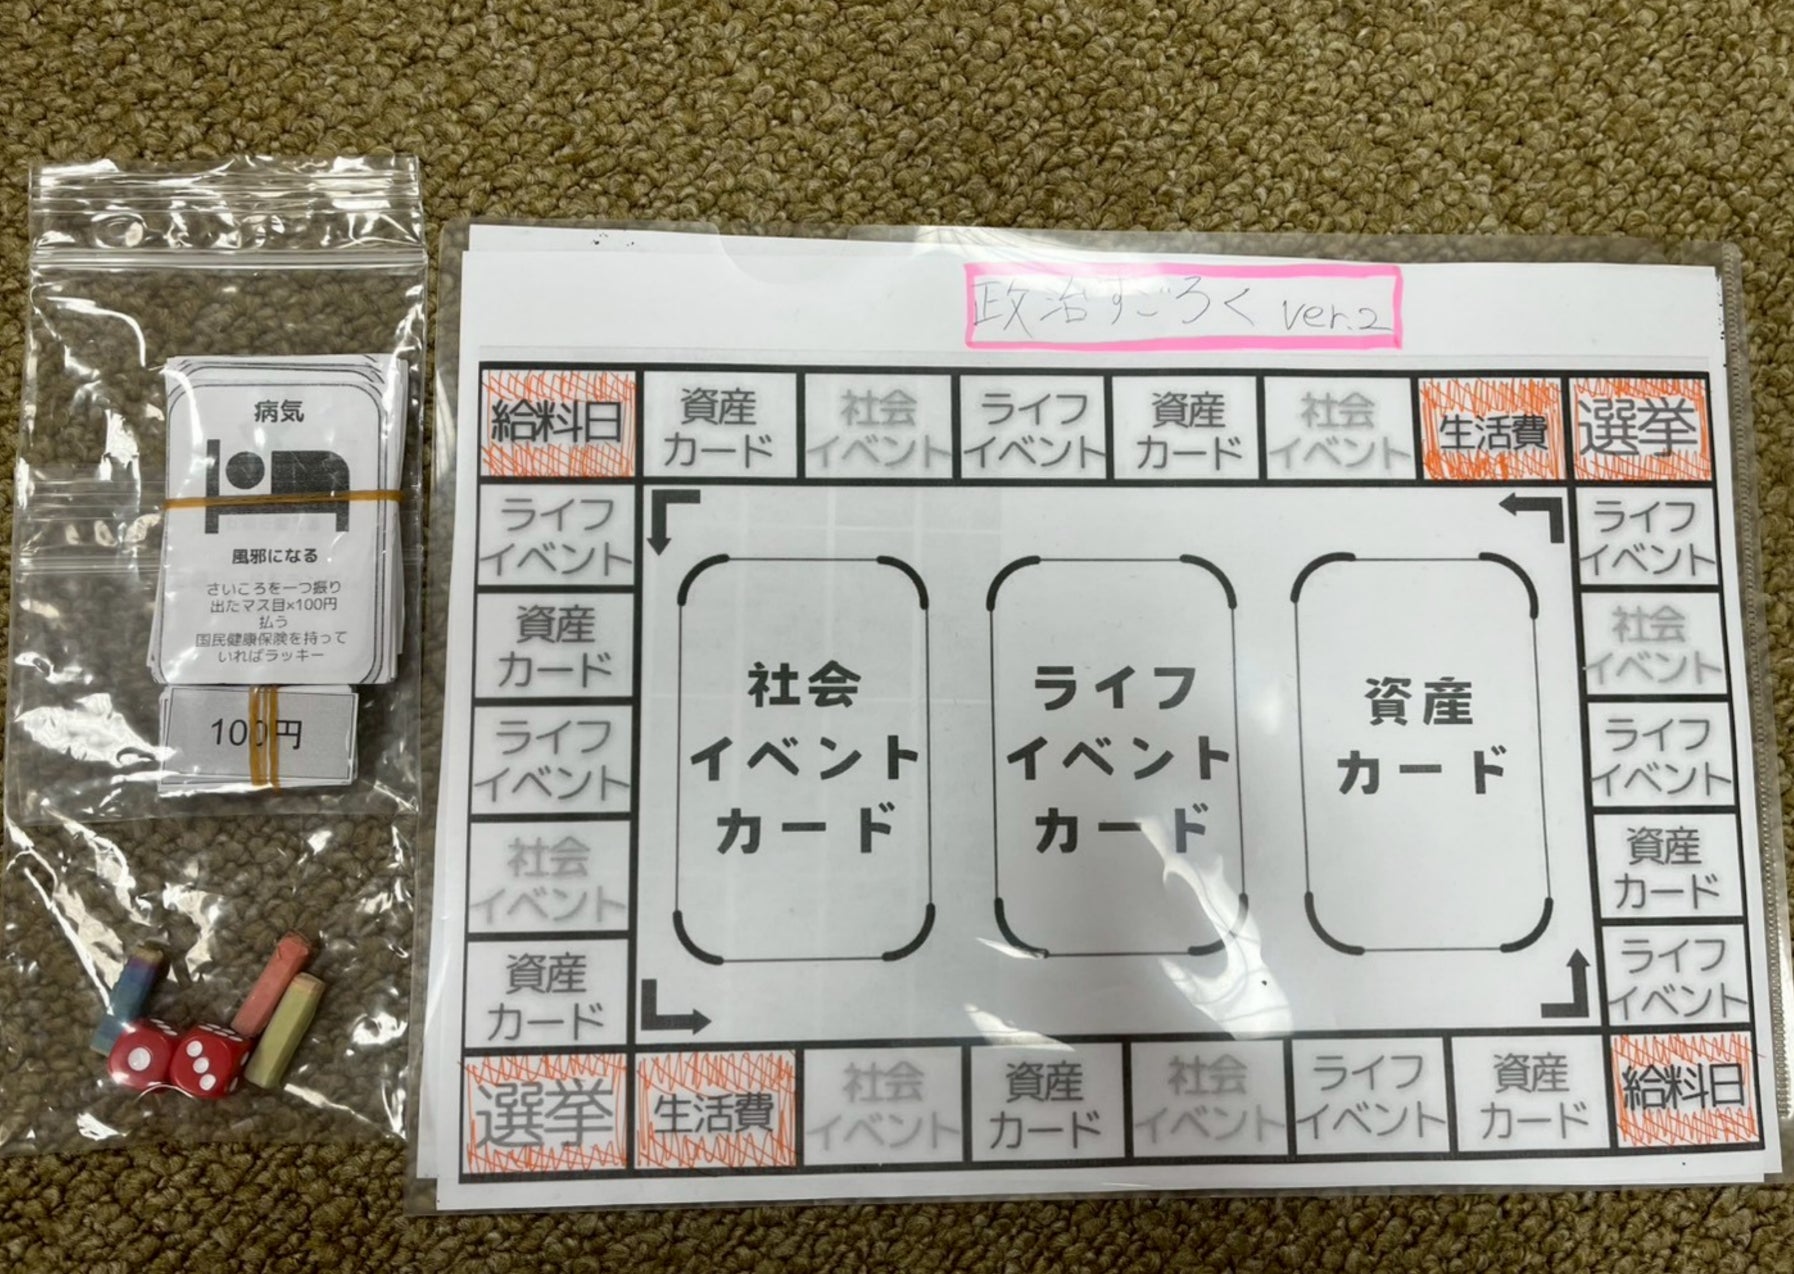 政治すごろく ver.2
給料日
資産
カード
社会
イベント
ライフ
イベント
資産
カード
社会
イベント
生活費
選挙
ライフ
イベント
ライフ
イベント
資産
カード
社会
イベント
ライフ
イベント
ライフ
イベント
社会
イベント
資産
カード
資産
カード
ライフ
イベント
社会
イベント
カード
ライフ
イベント
カード
資産
カード
選挙
生活費
社会
イベント
資産
カード
社会
イベント
ライフ
イベント
資産
カード
給料日
病気
風邪になる
さいころを一つ振り
出たマス目×100円
払う
国民健康保険を持って
いればラッキー
100円